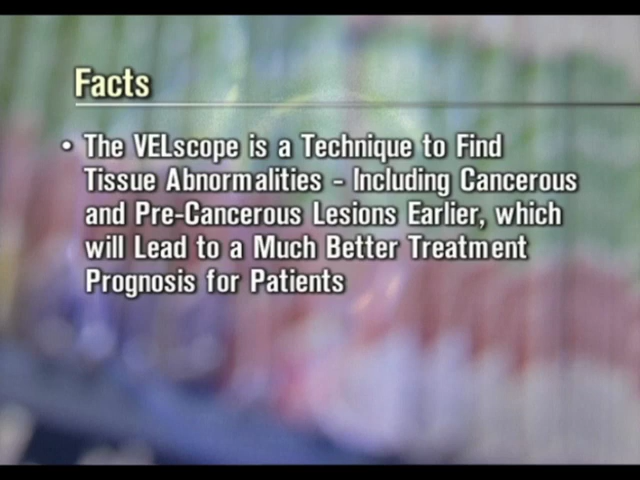 Facts
• The VELscope is a Technique to Find
Tissue Abnormalities - Including Cancerous
and Pre-Cancerous Lesions Earlier, which
will Lead to a Much Better Treatment
Prognosis for Patients